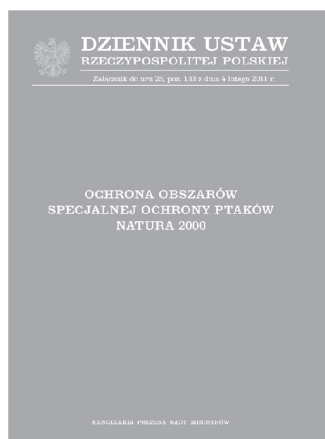 DZIENNIK USTAW
RZECZYPOSPOLITEJ POLSKIEJ
Załącznik do nru 25, poz. 133 z dnia 4 lutego 2011 r.
OCHRONA OBSZARÓW
SPECJALNEJ OCHRONY PTAKÓW
NATURA 2000
KANCELARIA PREZESA RADY MINISTRÓW